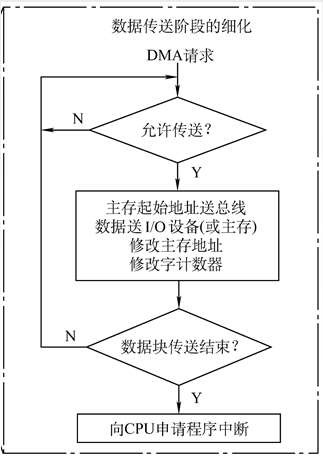 数据传送阶段的细化
DMA请求
N
允许传送?
Y
主存起始地址送总线
数据送 I/O 设备(或主存)
修改主存地址
修改字计数器
N
数据块传送结束?
Y
向CPU申请程序中断